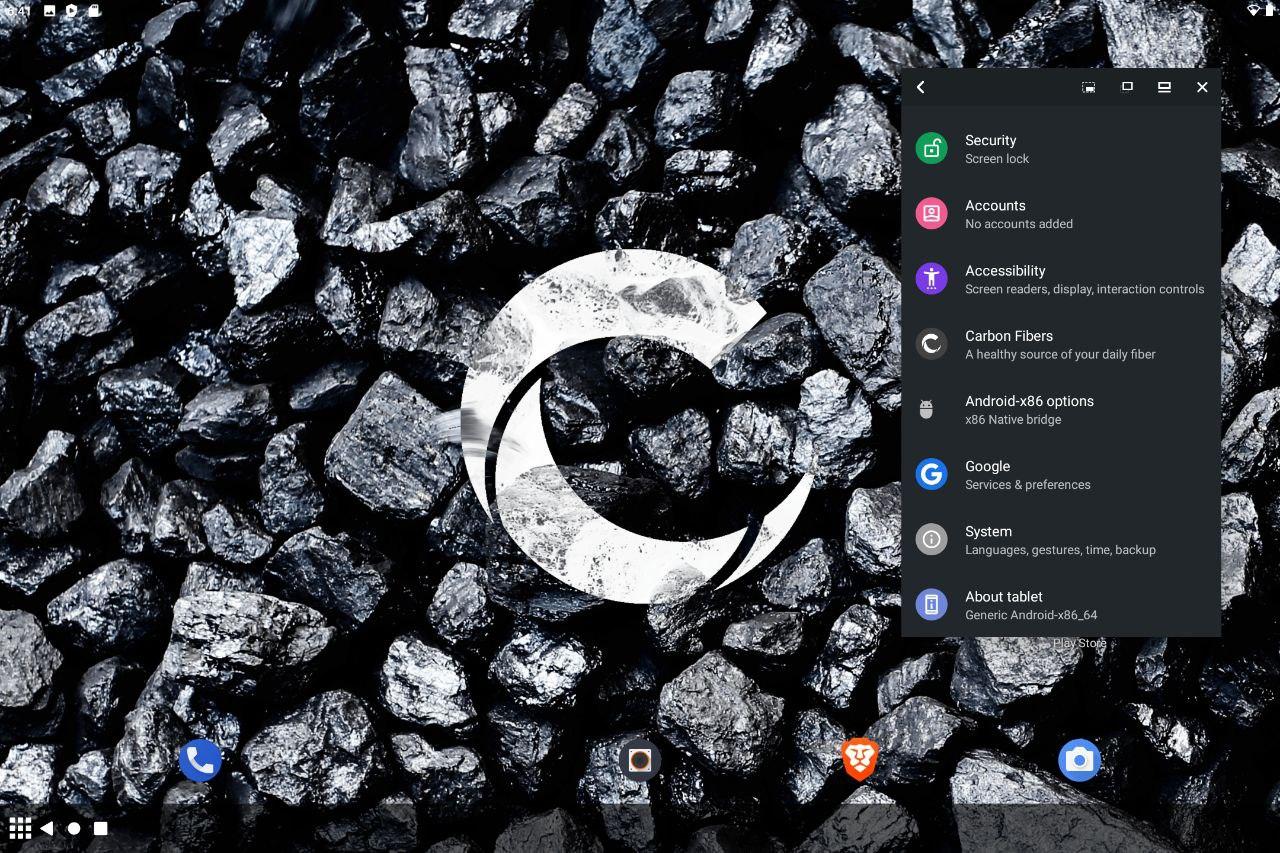 Security
Screen lock
Accounts
No accounts added
Accessibility
Screen readers, display, interaction controls
Carbon Fibers
A healthy source of your daily fiber
Android-x86 options
x86 Native bridge
Google
Services & preferences
System
Languages, gestures, time, backup
About tablet
Generic Android-x86_64
Play Store